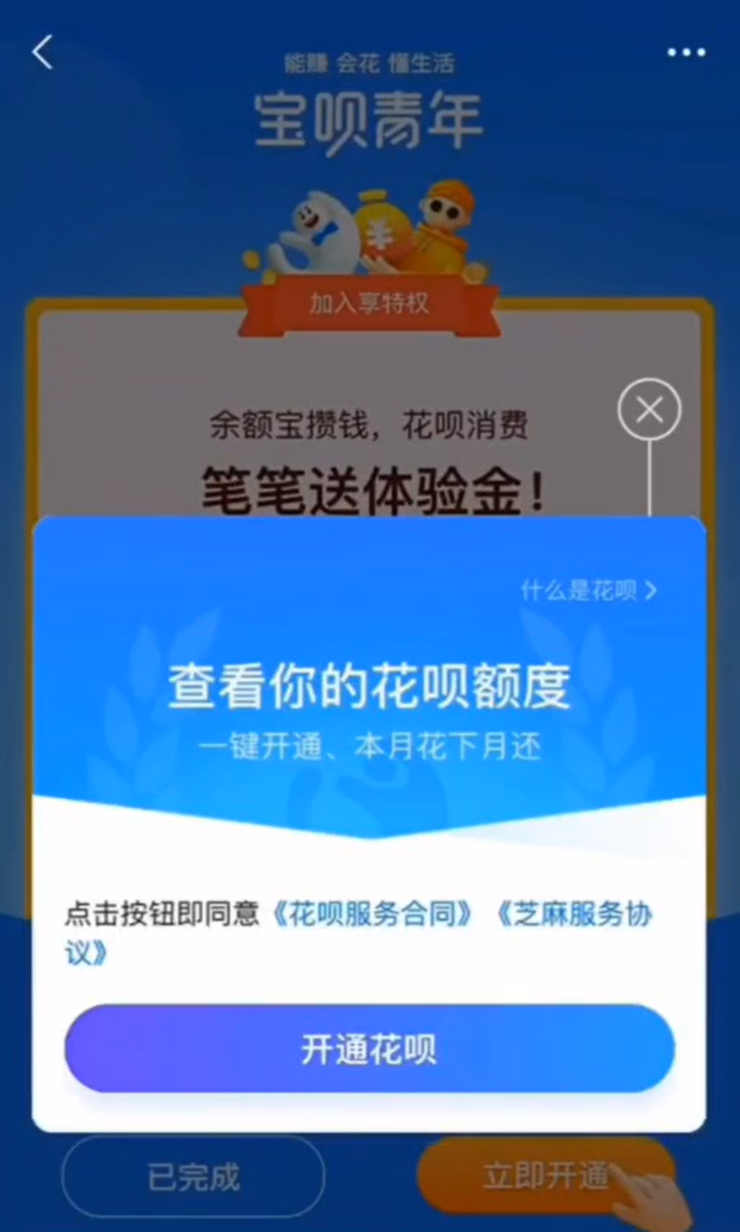 能赚 会花 懂生活
宝呗青年
¥
加入享特权
余额宝攒钱，花呗消费
笔笔送体验金！
什么是花呗
查看你的花呗额度
一键开通、本月花下月还
点击按钮即同意《花呗服务合同》《芝麻服务协
议》
开通花呗
已完成
立即开通